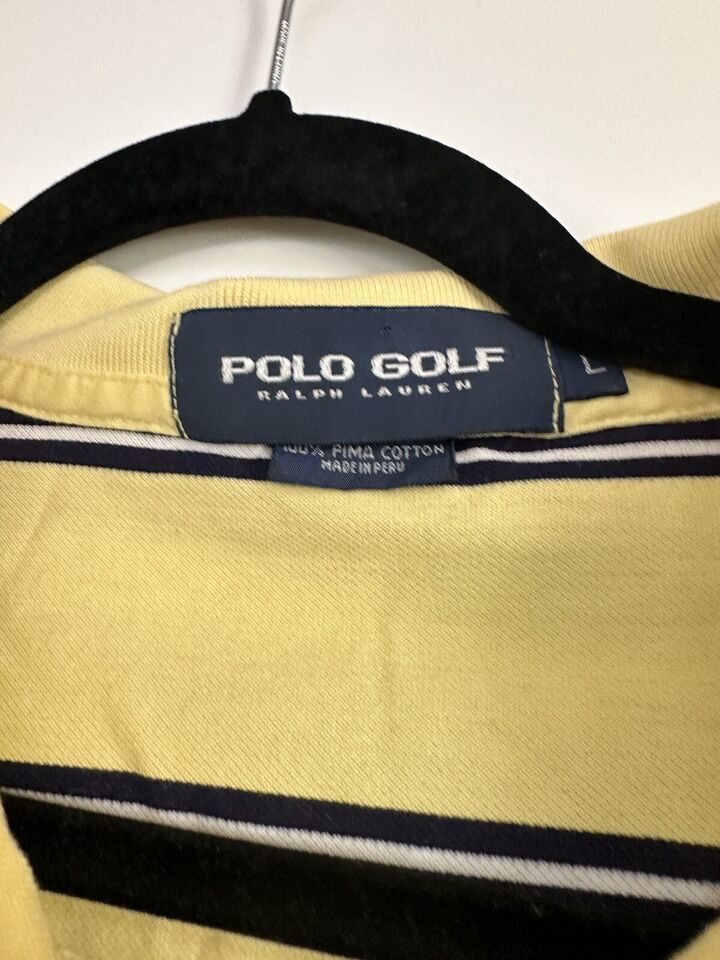 POLO GOLF
RALPH LAUREN
L
100% PIMA COTTON
MADE IN PERU